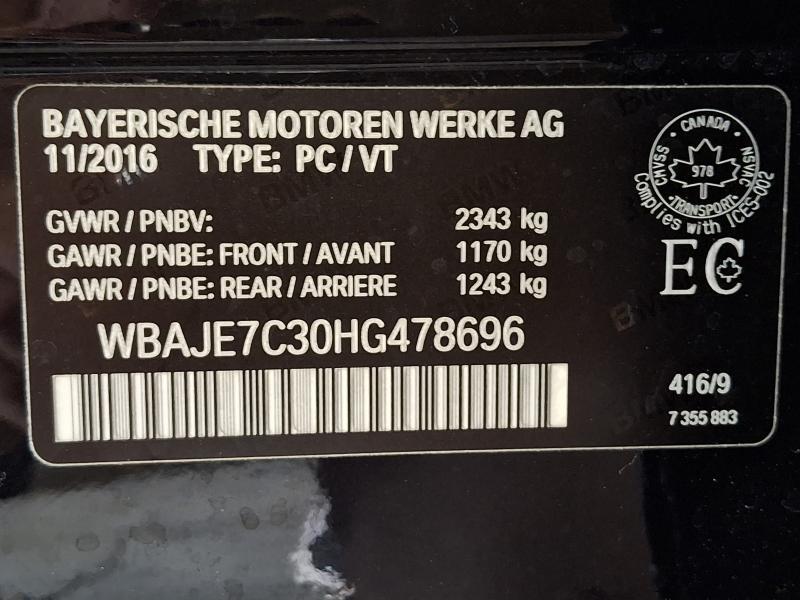 BAYERISCHE MOTOREN WERKE AG
11/2016 TYPE: PC / VT
GVWR / PNBV: 2343 kg
GAWR / PNBE: FRONT / AVANT 1170 kg
GAWR / PNBE: REAR / ARRIERE 1243 kg
WBAJE7C30HG478696
CANADA
CMVSS
NSVAC
978
TRANSPORT
Complies with ICES-002
EC
416/9
7 355 883
BMW